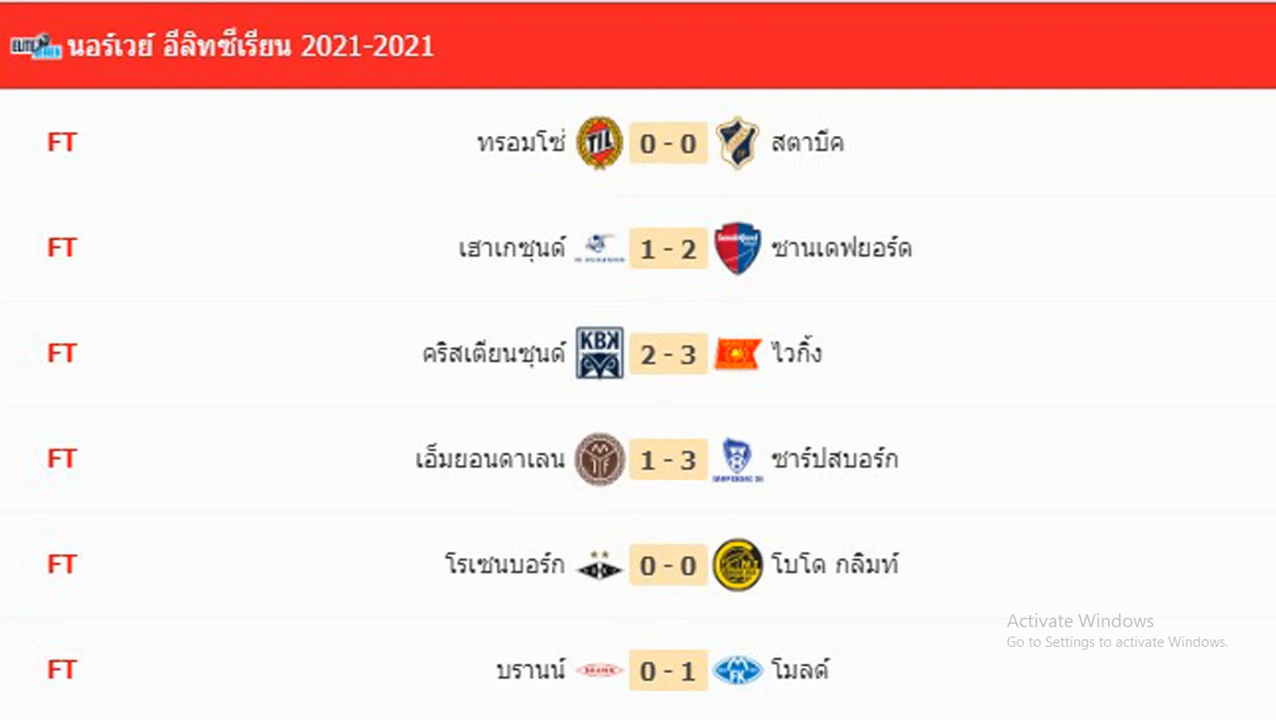 นอร์เวย์ อีลิทซีเรียน 2021-2021
FT ทรอมโซ่ TIL 0 - 0 สตาบีค
FT เฮาเกซุนด์ 1 - 2 ซานเดฟยอร์ด
FT คริสเตียนซุนด์ KBK 2 - 3 ไวกิ้ง
FT เอ็มยอนดาเลน 1 - 3 ซาร์ปสบอร์ก
FT โรเซนบอร์ก 0 - 0 โบโด กลิมท์
FT บรานน์ 0 - 1 โมลด์
Activate Windows
Go to Settings to activate Windows.